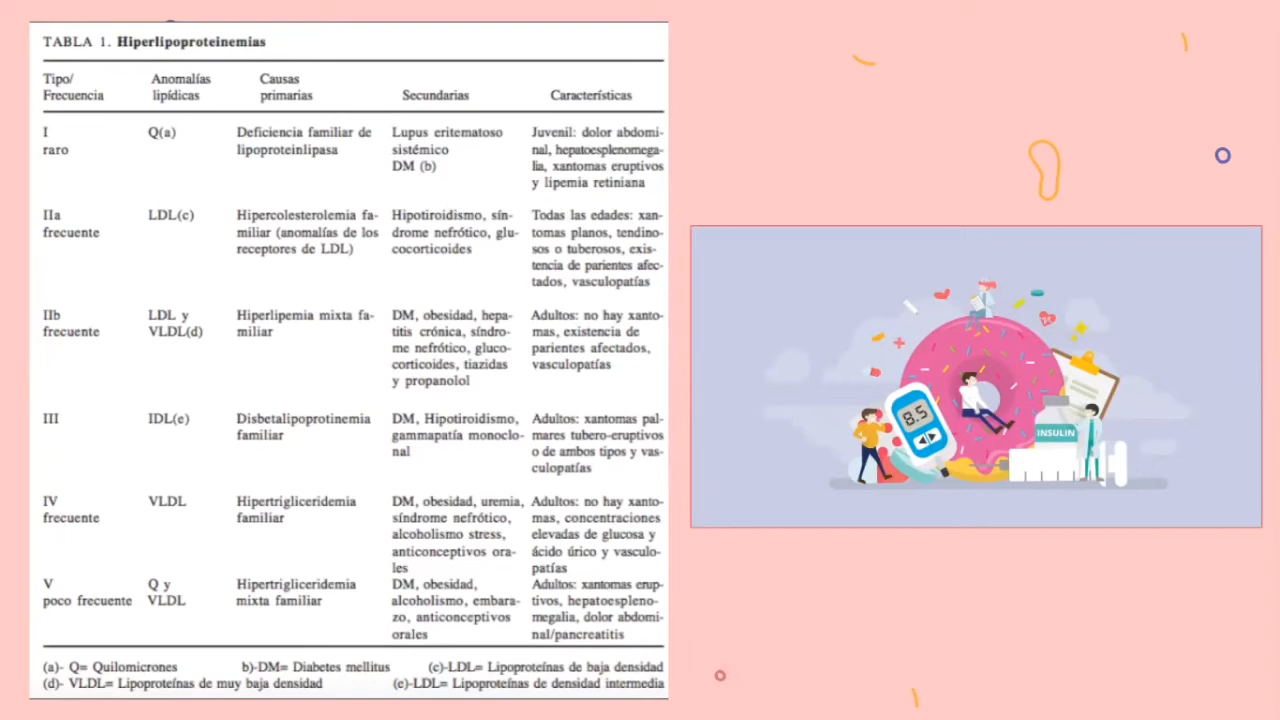 TABLA 1. Hiperlipoproteinemias
Tipo/ Anomalías Causas
Frecuencia lipídicas primarias Secundarias Características
I Q(a) Deficiencia familiar de Lupus eritematoso Juvenil: dolor abdomi-
raro lipoproteinlipasa sistémico nal, hepatoesplenomega-
DM (b) lia, xantomas eruptivos
y lipemia retiniana
IIa LDL(c) Hipercolesterolemia fa- Hipotiroidismo, sín- Todas las edades: xan-
frecuente miliar (anomalías de los drome nefrótico, glu- tomas planos, tendino-
receptores de LDL) cocorticoides sos o tuberosos, exis-
tencia de parientes afec-
tados, vasculopatías
IIb LDL y Hiperlipemia mixta fa- DM, obesidad, hepa- Adultos: no hay xanto-
frecuente VLDL(d) miliar titis crónica, síndro- mas, existencia de
me nefrótico, gluco- parientes afectados,
corticoides, tiazidas vasculopatías
y propanolol
III IDL(e) Disbetalipoprotinemia DM, Hipotiroidismo, Adultos: xantomas pal-
familiar gammapatía monoclo- mares tubero-eruptivos
nal o de ambos tipos y vas-
culopatías
IV VLDL Hipertrigliceridemia DM, obesidad, uremia, Adultos: no hay xanto-
frecuente familiar síndrome nefrótico, mas, concentraciones
alcoholismo stress, elevadas de glucosa y
anticonceptivos ora- ácido úrico y vasculo-
les patías
V Q y Hipertrigliceridemia DM, obesidad, Adultos: xantomas erup-
poco frecuente VLDL mixta familiar alcoholismo, embara- tivos, hepatoespleno-
zo, anticonceptivos megalia, dolor abdomi-
orales nal/pancreatitis
(a)- Q= Quilomicrones b)-DM= Diabetes mellitus (c)-LDL= Lipoproteínas de baja densidad
(d)- VLDL= Lipoproteínas de muy baja densidad (e)-LDL= Lipoproteínas de densidad intermedia
8.5
INSULIN